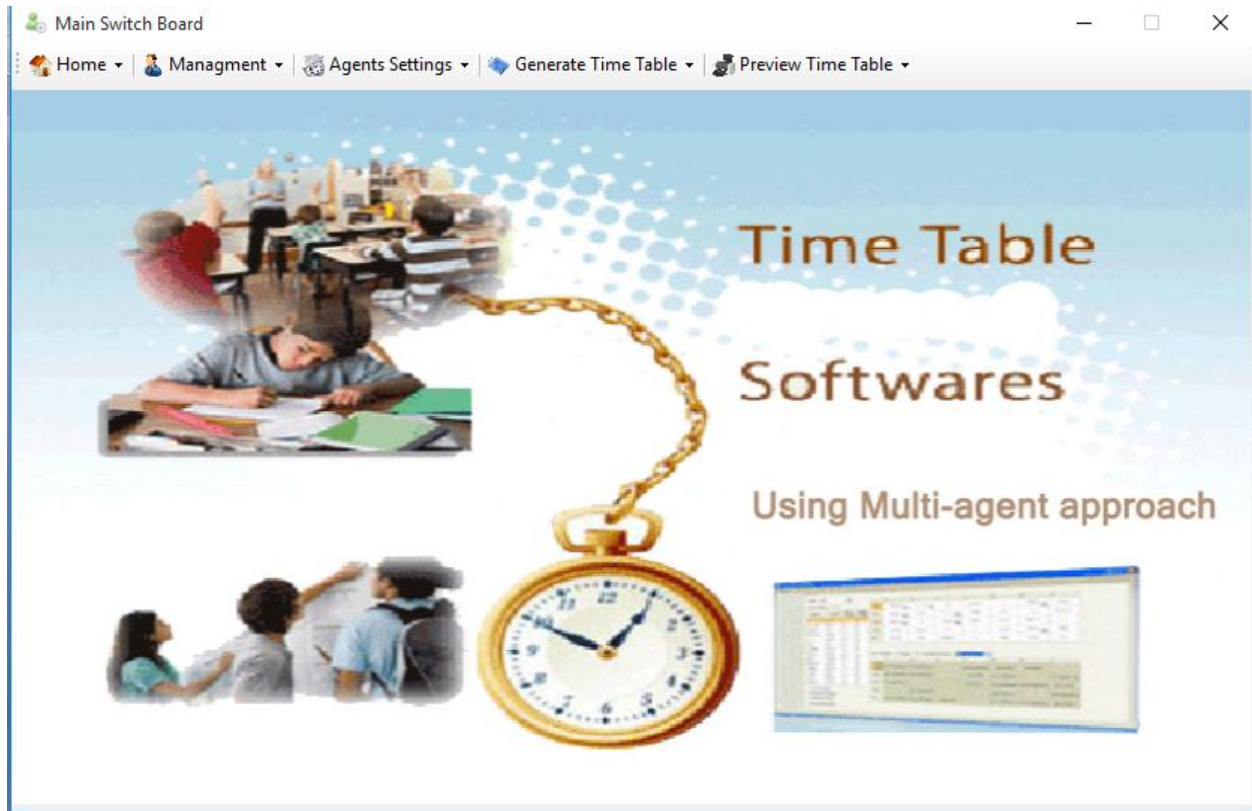 Main Switch Board
Home Managment Agents Settings Generate Time Table Preview Time Table
Time Table
Softwares
Using Multi-agent approach